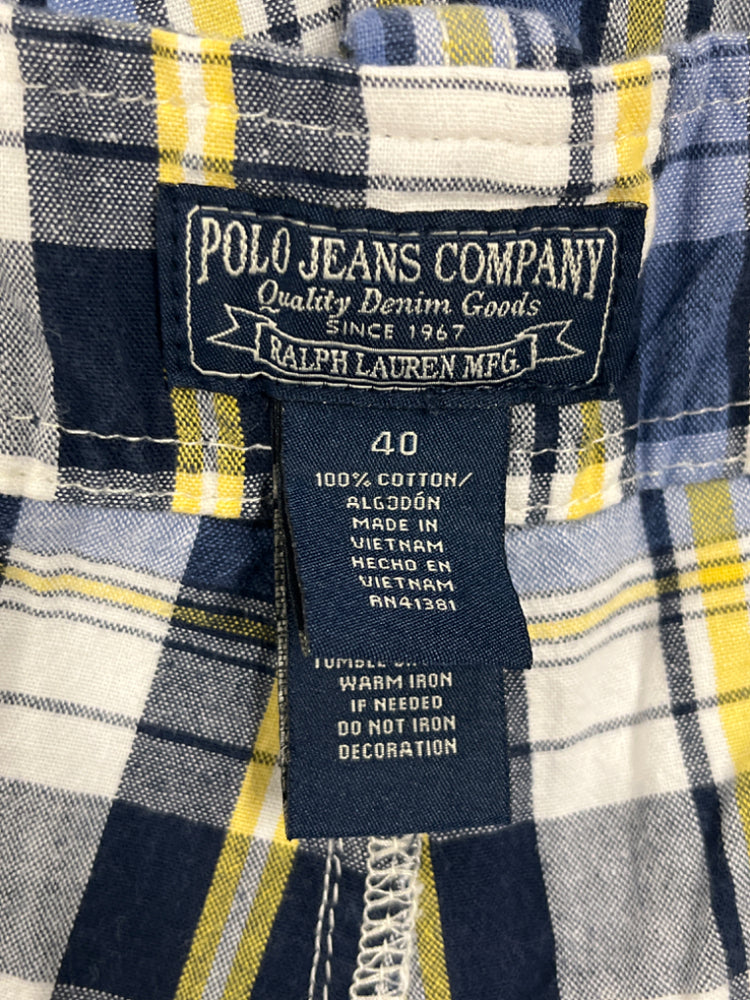 POLO JEANS COMPANY
Quality Denim Goods
SINCE 1967
RALPH LAUREN MFG.
40
100% COTTON/
ALGODÓN
MADE IN
VIETNAM
HECHO EN
VIETNAM
RN41381
TUMBLE
WARM IRON
IF NEEDED
DO NOT IRON
DECORATION